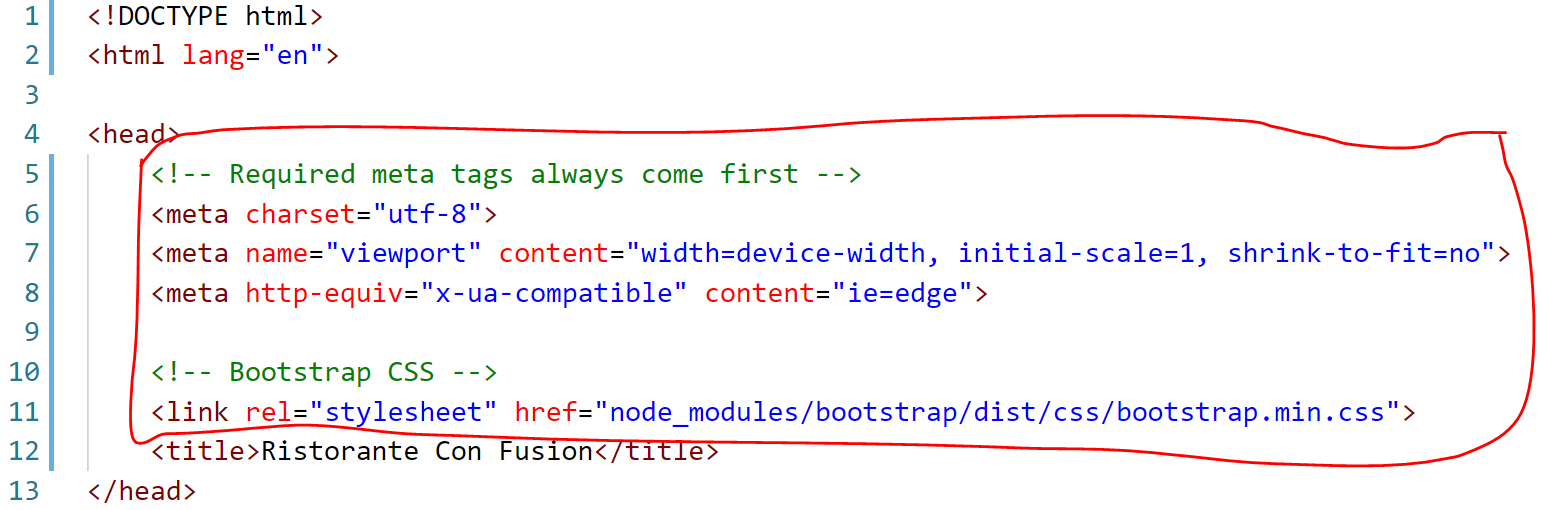 1 <!DOCTYPE html>
2 <html lang="en">
3
4 <head>
5 <!-- Required meta tags always come first -->
6 <meta charset="utf-8">
7 <meta name="viewport" content="width=device-width, initial-scale=1, shrink-to-fit=no">
8 <meta http-equiv="x-ua-compatible" content="ie=edge">
9
10 <!-- Bootstrap CSS -->
11 <link rel="stylesheet" href="node_modules/bootstrap/dist/css/bootstrap.min.css">
12 <title>Ristorante Con Fusion</title>
13 </head>